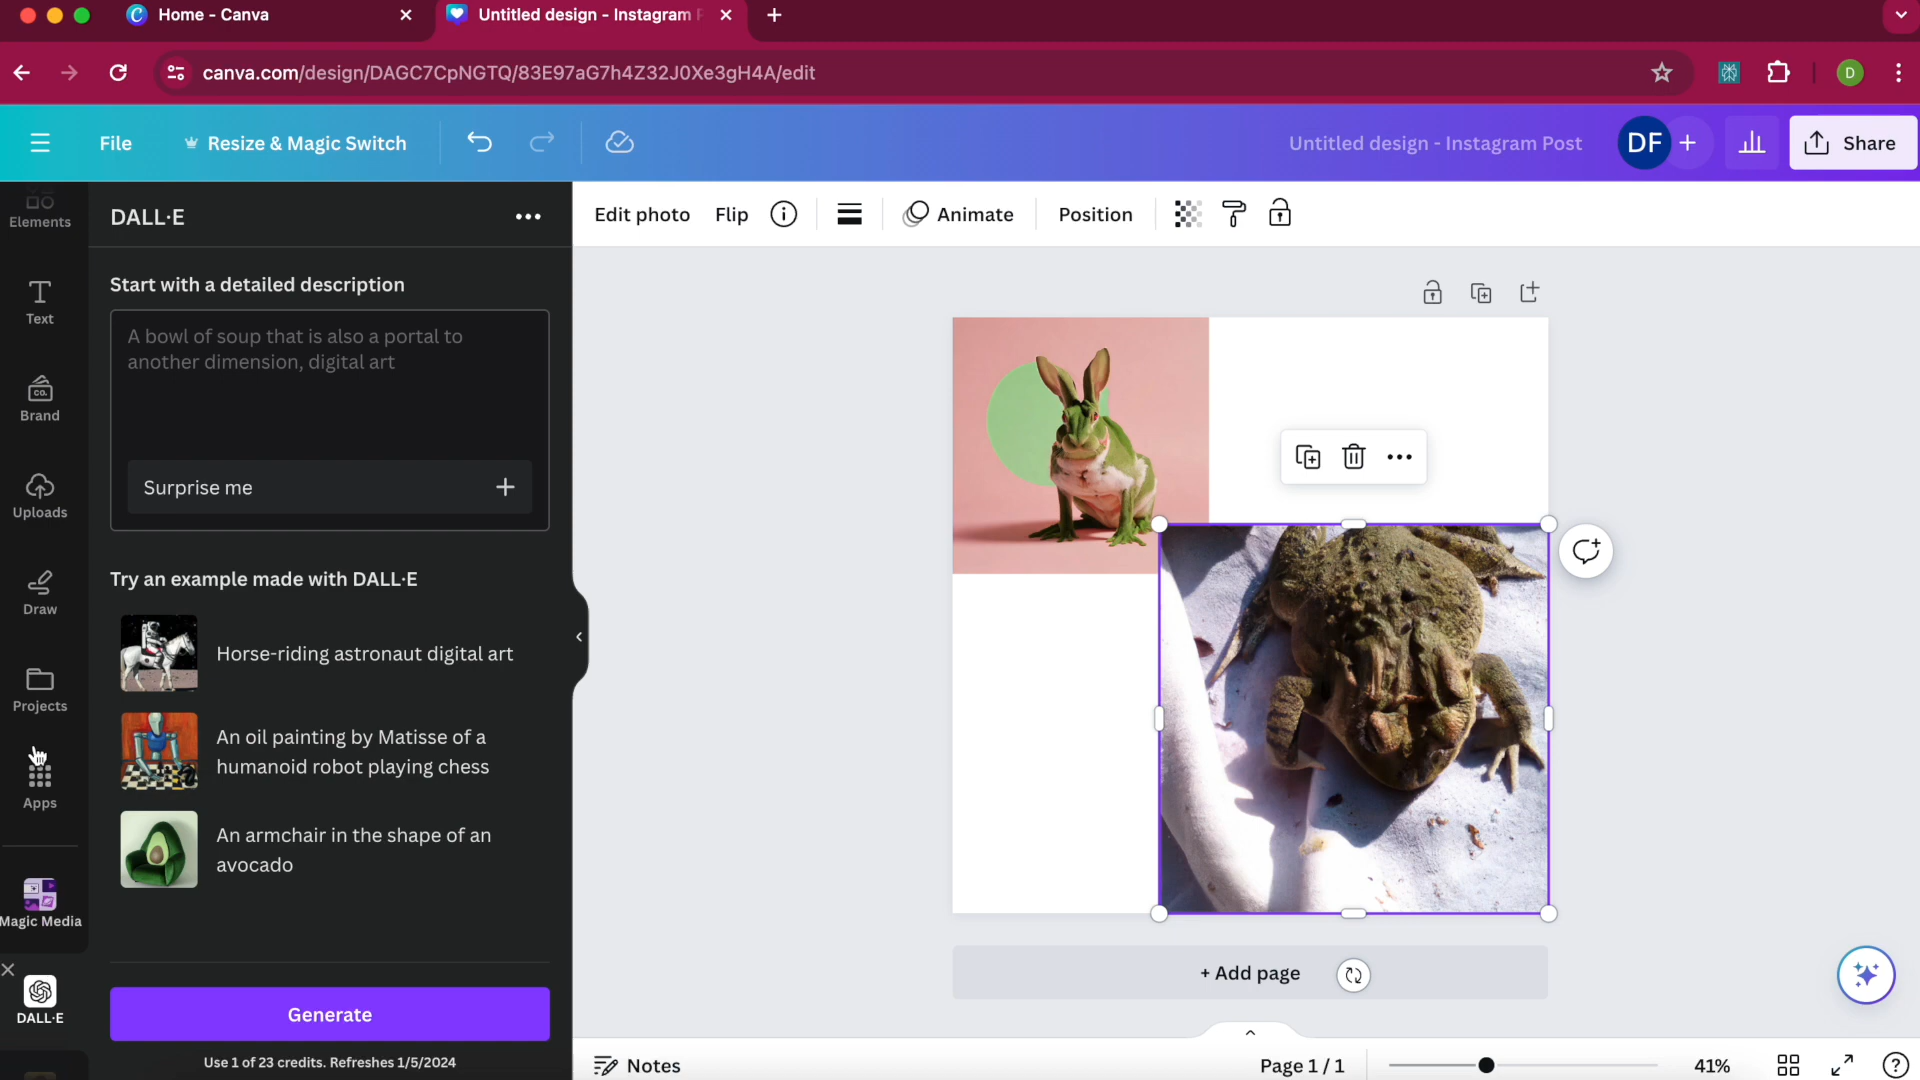 Home - Canva
Untitled design - Instagram P
canva.com/design/DAGC7CpNGTQ/83E97aG7h4Z32J0Xe3gH4A/edit
D
File
Resize & Magic Switch
Untitled design - Instagram Post
DF
Share
Elements
Text
Brand
CO.
Uploads
Draw
Projects
Apps
Magic Media
DALL·E
DALL·E
Start with a detailed description
A bowl of soup that is also a portal to
another dimension, digital art
Surprise me
Try an example made with DALL·E
Horse-riding astronaut digital art
An oil painting by Matisse of a
humanoid robot playing chess
An armchair in the shape of an
avocado
Generate
Use 1 of 23 credits. Refreshes 1/5/2024
Edit photo
Flip
Animate
Position
+ Add page
Notes
Page 1 / 1
41%